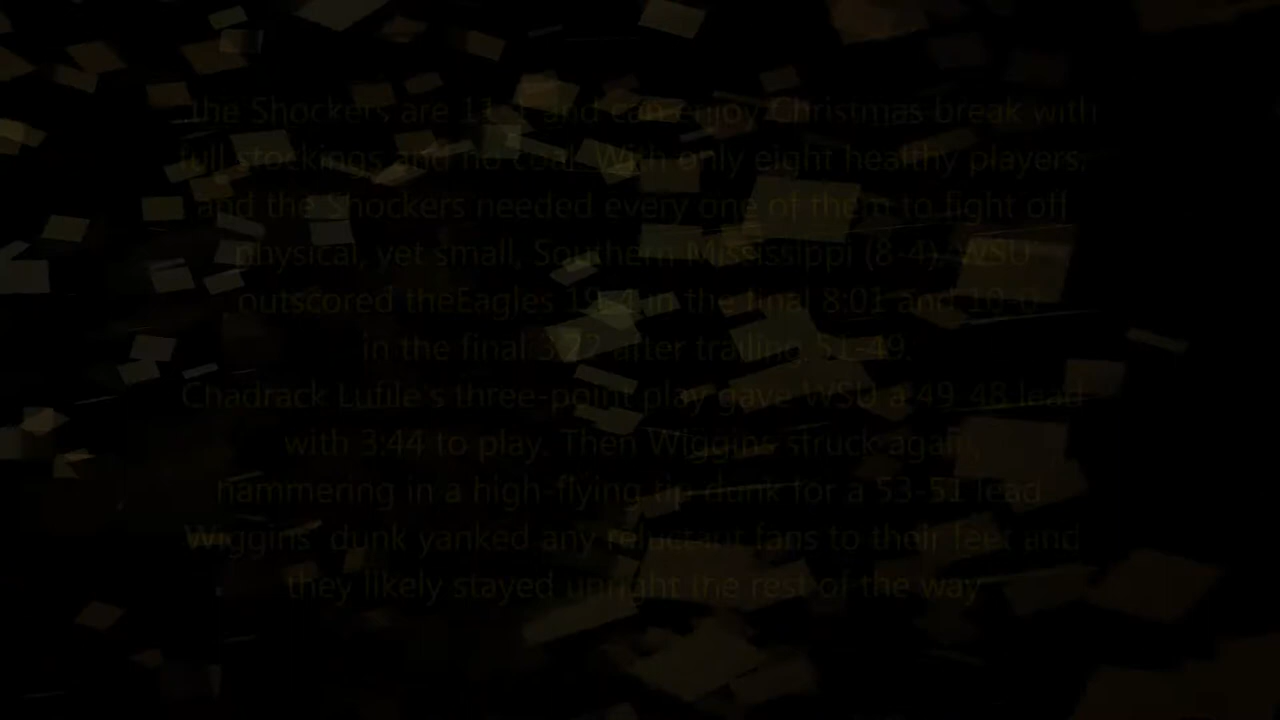 the Shockers are 11-1 and can enjoy Christmas break with
full stockings and no coal. With only eight healthy players,
and the Shockers needed every one of them to fight off
physical, yet small, Southern Mississippi (8-4). WSU
outscored theEagles 19-4 in the final 8:01 and 10-0
in the final 3:22 after trailing 51-49.
Chadrack Lufile's three-point play gave WSU a 49-48 lead
with 3:44 to play. Then Wiggins struck again,
hammering in a high-flying tip dunk for a 53-51 lead
Wiggins' dunk yanked any reluctant fans to their feet and
they likely stayed upright the rest of the way